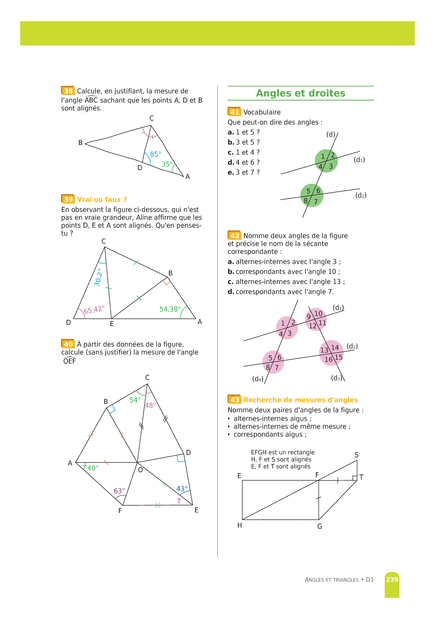 38 Calcule, en justifiant, la mesure de
l'angle ABC sachant que les points A, D et B
sont alignés.
C
B
85°
35°
D
A
39 Vrai ou faux ?
En observant la figure ci-dessous, qui n'est
pas en vraie grandeur, Aline affirme que les
points D, E et A sont alignés. Qu'en penses-
tu ?
C
30,2°
B
65,42°
54,38°
D
E
A
40 À partir des données de la figure,
calcule (sans justifier) la mesure de l'angle
OEF.
C
54°
48°
B
D
A
40°
O
63°
43°
?
F
E
Angles et droites
41 Vocabulaire
Que peut-on dire des angles :
a. 1 et 5 ?
b. 3 et 5 ?
c. 1 et 4 ?
d. 4 et 6 ?
e. 3 et 7 ?
(d)
1 2
4 3
(d₁)
5 6
8 7
(d₂)
42 Nomme deux angles de la figure
et précise le nom de la sécante
correspondante :
a. alternes-internes avec l'angle 3 ;
b. correspondants avec l'angle 10 ;
c. alternes-internes avec l'angle 13 ;
d. correspondants avec l'angle 7.
(d₁)
9 10
12 11
1 2
4 3
13 14
16 15
(d₂)
5 6
8 7
(d₄)
(d₃)
43 Recherche de mesures d'angles
Nomme deux paires d'angles de la figure :
• alternes-internes aigus ;
• alternes-internes de même mesure ;
• correspondants aigus ;
EFGH est un rectangle
H, F et S sont alignés
E, F et T sont alignés
S
E
F
T
H
G
ANGLES ET TRIANGLES • D1
239